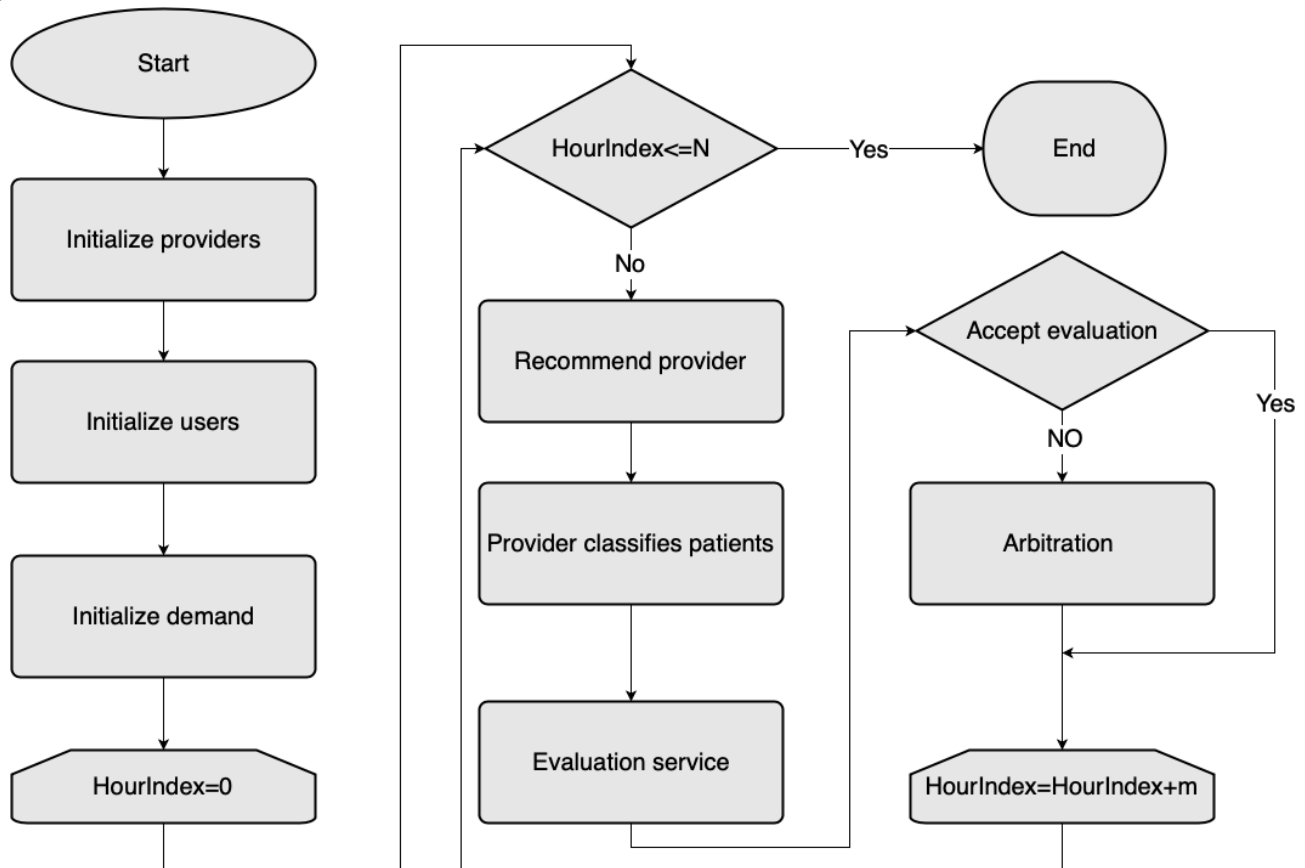 Start
Initialize providers
Initialize users
Initialize demand
HourIndex=0
HourIndex<=N
Yes
End
No
Recommend provider
Provider classifies patients
Evaluation service
Accept evaluation
Yes
NO
Arbitration
HourIndex=HourIndex+m